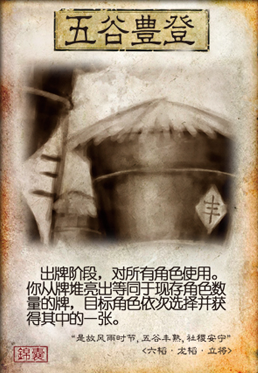 五谷豊登
丰
出牌阶段，对所有角色使用。
你从牌堆亮出等同于现存角色数
量的牌，目标角色依次选择并获
得其中的一张。
“是故风雨时节，五谷丰熟，社稷安宁”
<六韬·龙韬·立将>
錦囊